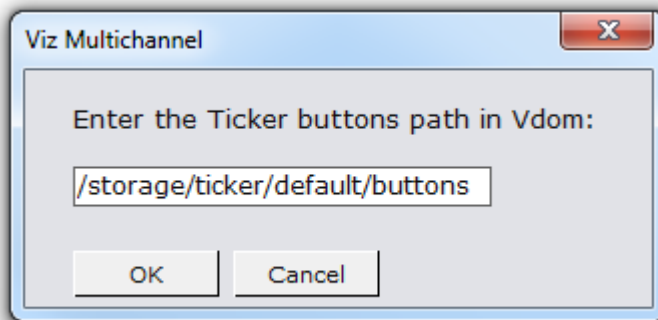 Viz Multichannel
Enter the Ticker buttons path in Vdom:
/storage/ticker/default/buttons
OK Cancel